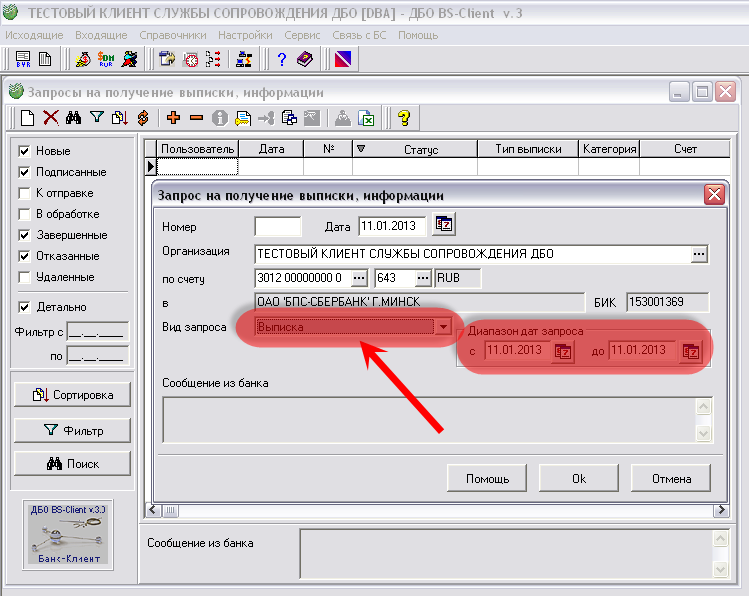 ТЕСТОВЫЙ КЛИЕНТ СЛУЖБЫ СОПРОВОЖДЕНИЯ ДБО [DBA] - ДБО BS-Client v.3
Исходящие Входящие Справочники Настройки Сервис Связь с БС Помощь
Запросы на получение выписки, информации
Новые
Подписанные
К отправке
В обработке
Завершенные
Отказанные
Удаленные
Детально
Фильтр с __.__.____
по __.__.____
Сортировка
Фильтр
Поиск
ДБО BS-Client v.3.0
Банк-Клиент
Пользователь Дата № Статус Тип выписки Категория Счет
Запрос на получение выписки, информации
Номер Дата 11.01.2013
Организация ТЕСТОВЫЙ КЛИЕНТ СЛУЖБЫ СОПРОВОЖДЕНИЯ ДБО ...
по счету 3012 00000000 0 ... 643 ... RUB
в ОАО 'БПС-СБЕРБАНК' Г.МИНСК БИК 153001369
Вид запроса Выписка
Диапазон дат запроса
с 11.01.2013 до 11.01.2013
Сообщение из банка
Помощь Ok Отмена
Сообщение из банка